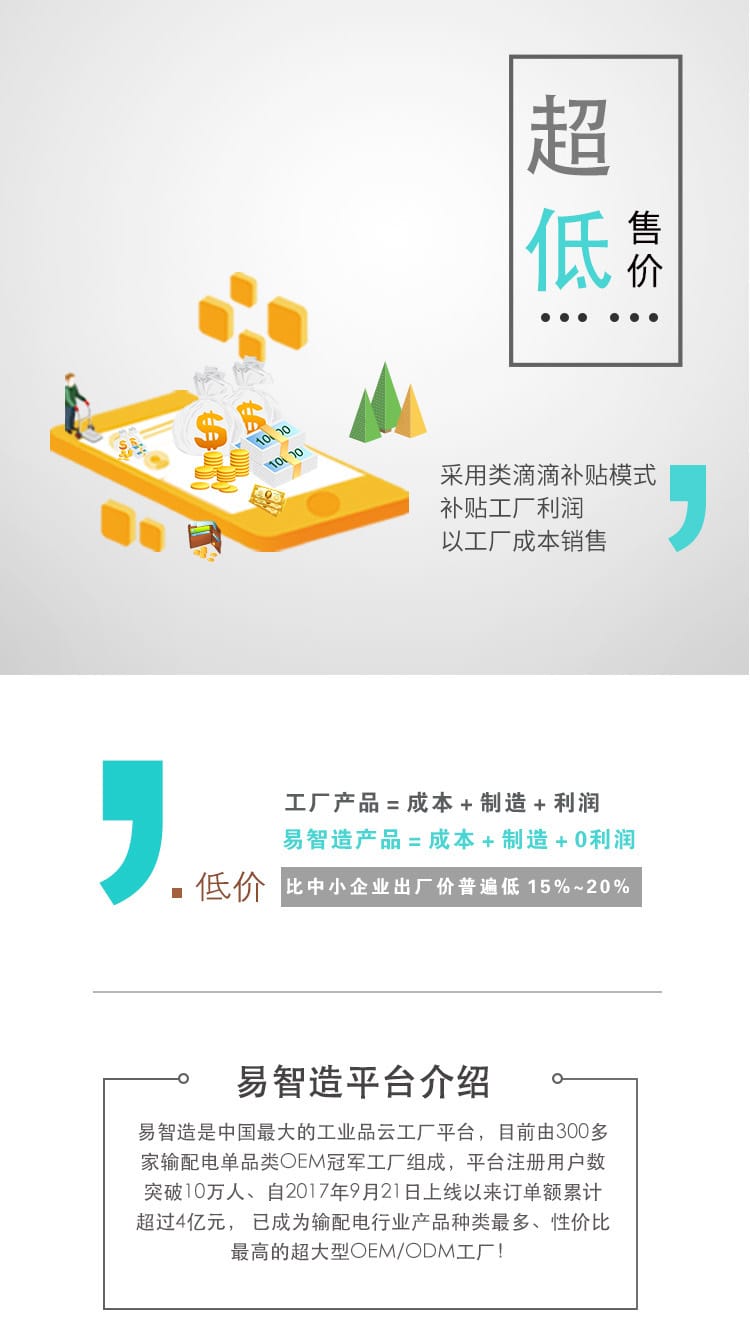 超
低
售
价
采用类滴滴补贴模式
补贴工厂利润
以工厂成本销售
工厂产品=成本+制造+利润
易智造产品=成本+制造+0利润
低价
比中小企业出厂价普遍低15%~20%
易智造平台介绍
易智造是中国最大的工业品云工厂平台，目前由300多
家输配电单品类OEM冠军工厂组成，平台注册用户数
突破10万人、自2017年9月21日上线以来订单额累计
超过4亿元， 已成为输配电行业产品种类最多、性价比
最高的超大型OEM/ODM工厂！